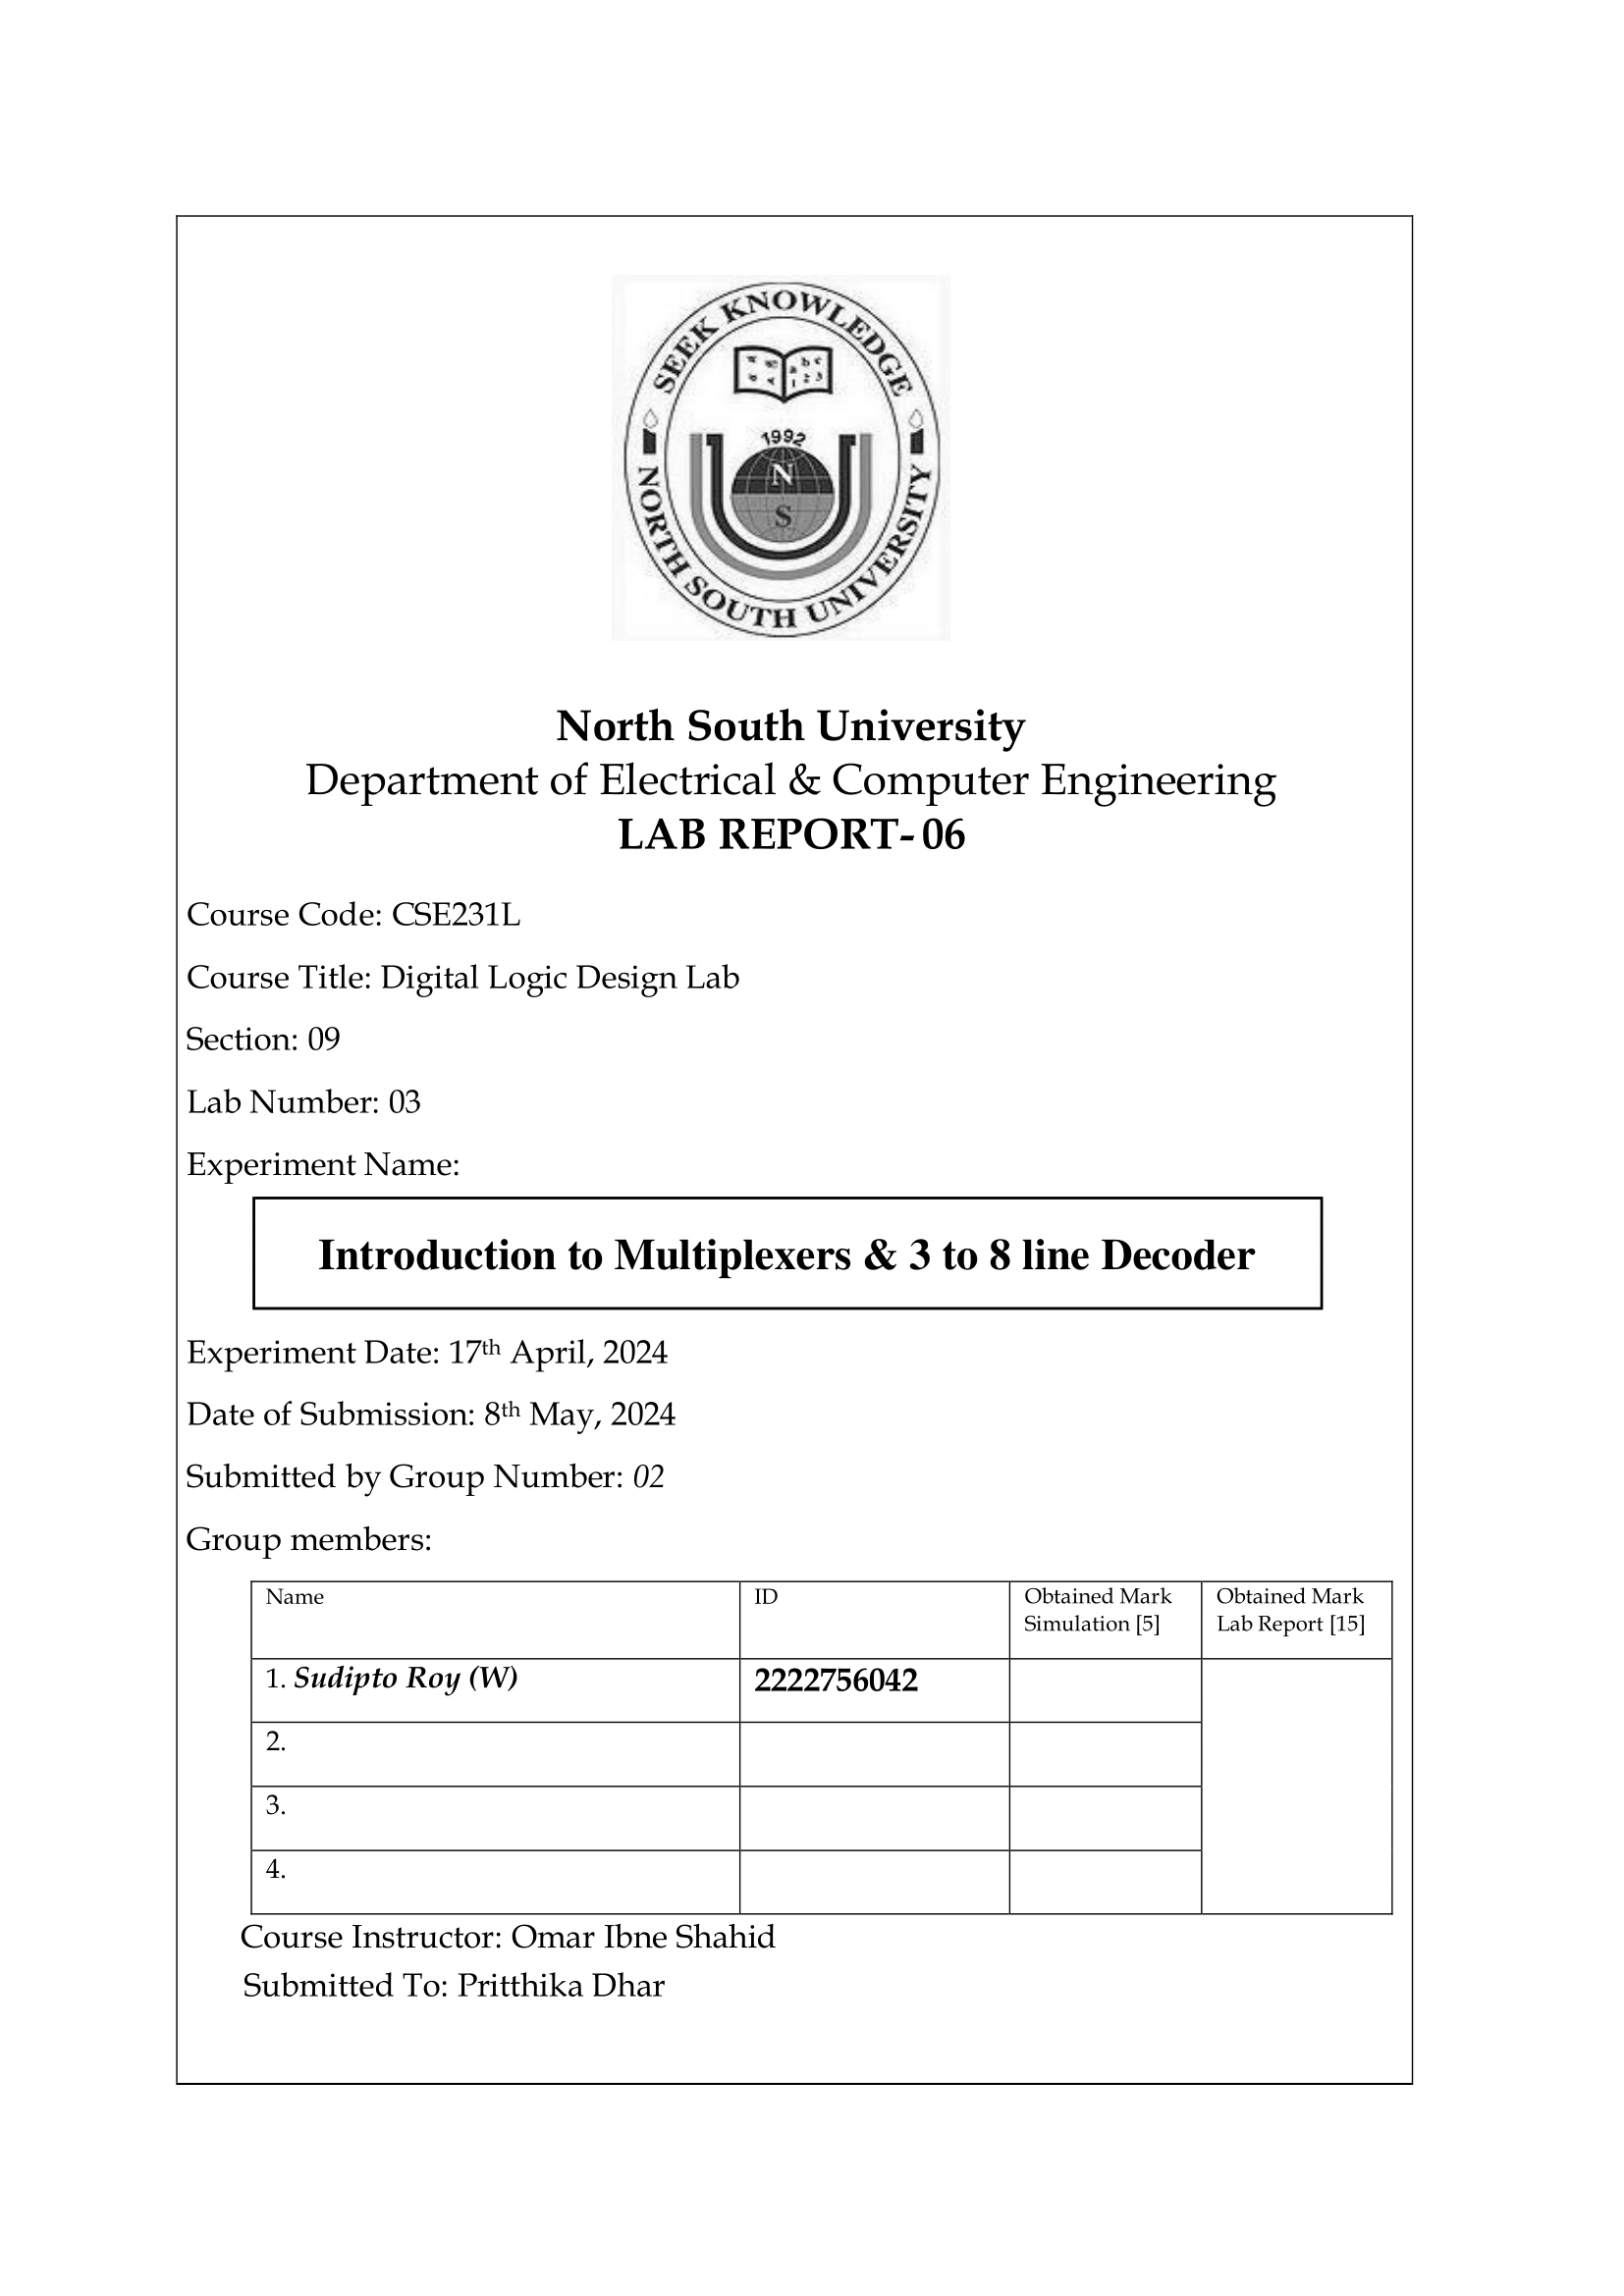 SEEK KNOWLEDGE
1992
N
S
NORTH SOUTH UNIVERSITY
North South University
Department of Electrical & Computer Engineering
LAB REPORT- 06
Course Code: CSE231L
Course Title: Digital Logic Design Lab
Section: 09
Lab Number: 03
Experiment Name:
Introduction to Multiplexers & 3 to 8 line Decoder
Experiment Date: 17th April, 2024
Date of Submission: 8th May, 2024
Submitted by Group Number: 02
Group members:
Name ID Obtained Mark Simulation [5] Obtained Mark Lab Report [15]
1. Sudipto Roy (W) 2222756042
2.
3.
4.
Course Instructor: Omar Ibne Shahid
Submitted To: Pritthika Dhar